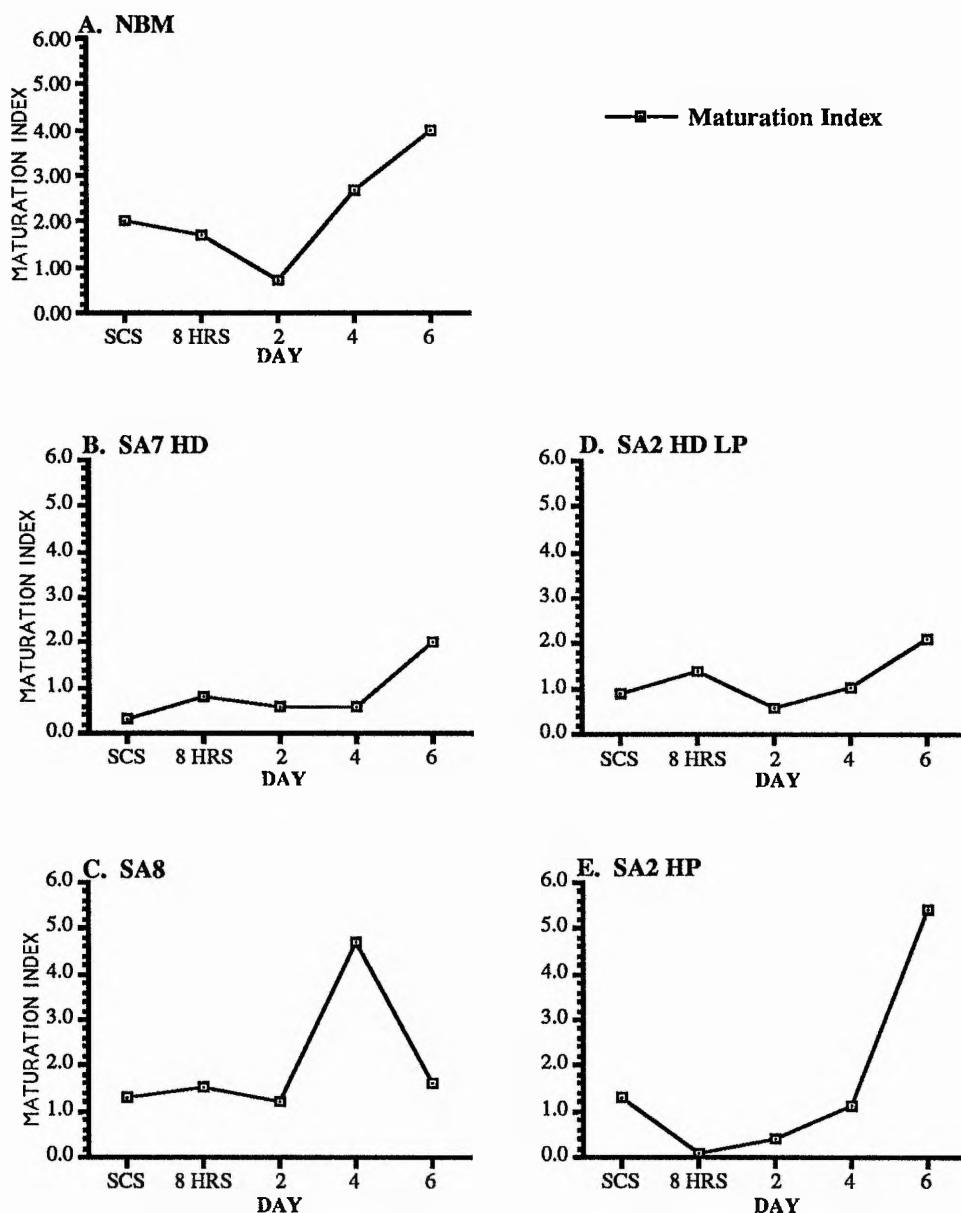 A. NBM
6.00
5.00
4.00
3.00
2.00
1.00
0.00
MATURATION INDEX
SCS 8 HRS 2 4 6
DAY
Maturation Index
B. SA7 HD
6.0
5.0
4.0
3.0
2.0
1.0
0.0
MATURATION INDEX
SCS 8 HRS 2 4 6
DAY
D. SA2 HD LP
6.0
5.0
4.0
3.0
2.0
1.0
0.0
SCS 8 HRS 2 4 6
DAY
C. SA8
6.0
5.0
4.0
3.0
2.0
1.0
0.0
MATURATION INDEX
SCS 8 HRS 2 4 6
DAY
E. SA2 HP
6.0
5.0
4.0
3.0
2.0
1.0
0.0
SCS 8 HRS 2 4 6
DAY